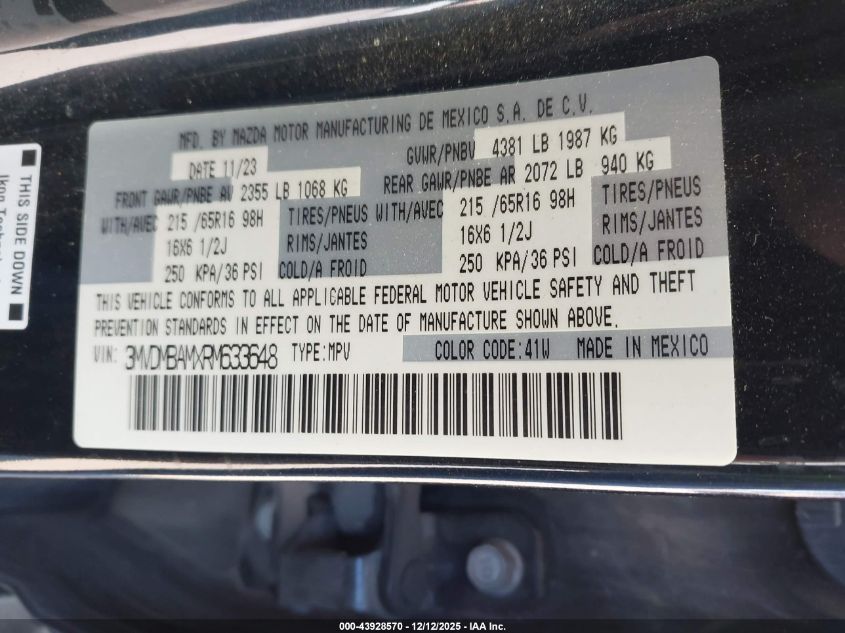 MFD. BY MAZDA MOTOR MANUFACTURING DE MEXICO S.A. DE C.V.
DATE 11/23 GVWR/PNBV 4381 LB 1987 KG
FRONT GAWR/PNBE AV 2355 LB 1068 KG REAR GAWR/PNBE AR 2072 LB 940 KG
WITH/AVEC 215 /65R16 98H TIRES/PNEUS WITH/AVEC 215 /65R16 98H TIRES/PNEUS
16X6 1/2J RIMS/JANTES 16X6 1/2J RIMS/JANTES
250 KPA/36 PSI COLD/A FROID 250 KPA/36 PSI COLD/A FROID
THIS VEHICLE CONFORMS TO ALL APPLICABLE FEDERAL MOTOR VEHICLE SAFETY AND THEFT
PREVENTION STANDARDS IN EFFECT ON THE DATE OF MANUFACTURE SHOWN ABOVE.
VIN: 3MVDMBAMXRM633648 TYPE:MPV COLOR CODE:41W MADE IN MEXICO
THIS SIDE DOWN
000-43928570 - 12/12/2025 - IAA Inc.